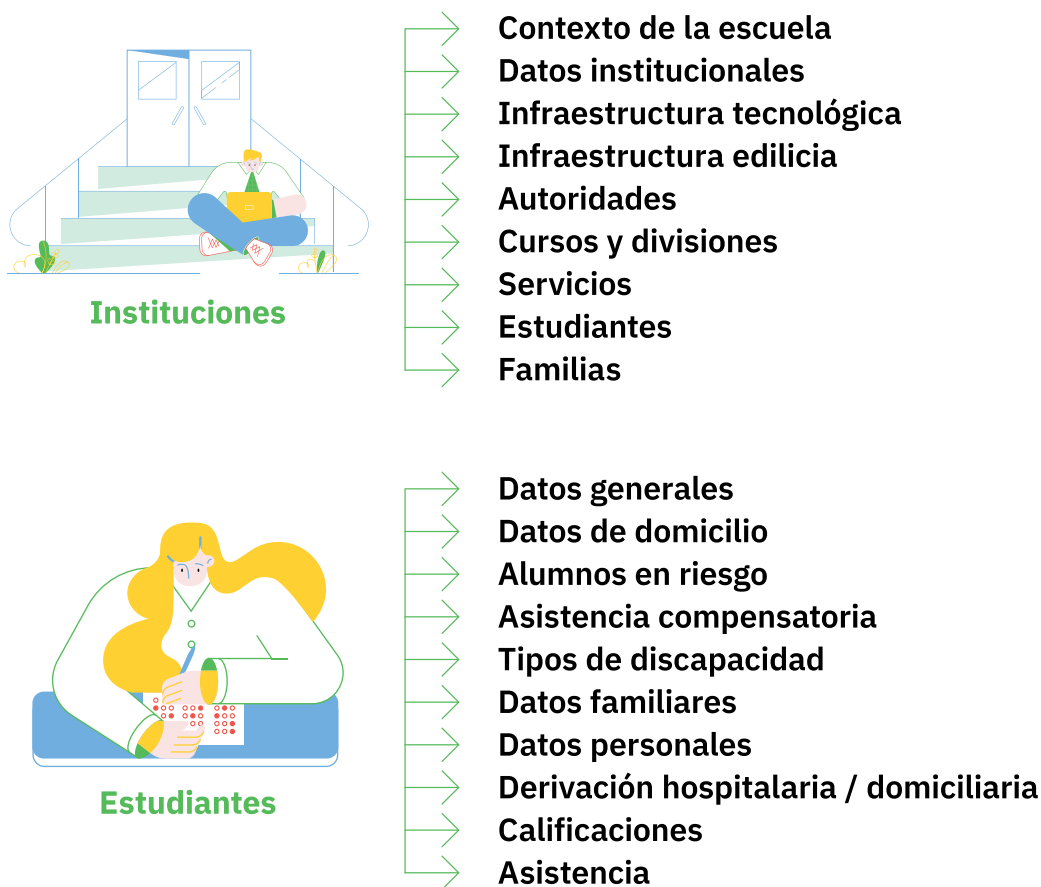 Contexto de la escuela
Datos institucionales
Infraestructura tecnológica
Infraestructura edilicia
Autoridades
Cursos y divisiones
Servicios
Estudiantes
Familias
Instituciones
Datos generales
Datos de domicilio
Alumnos en riesgo
Asistencia compensatoria
Tipos de discapacidad
Datos familiares
Datos personales
Derivación hospitalaria / domiciliaria
Calificaciones
Asistencia
Estudiantes